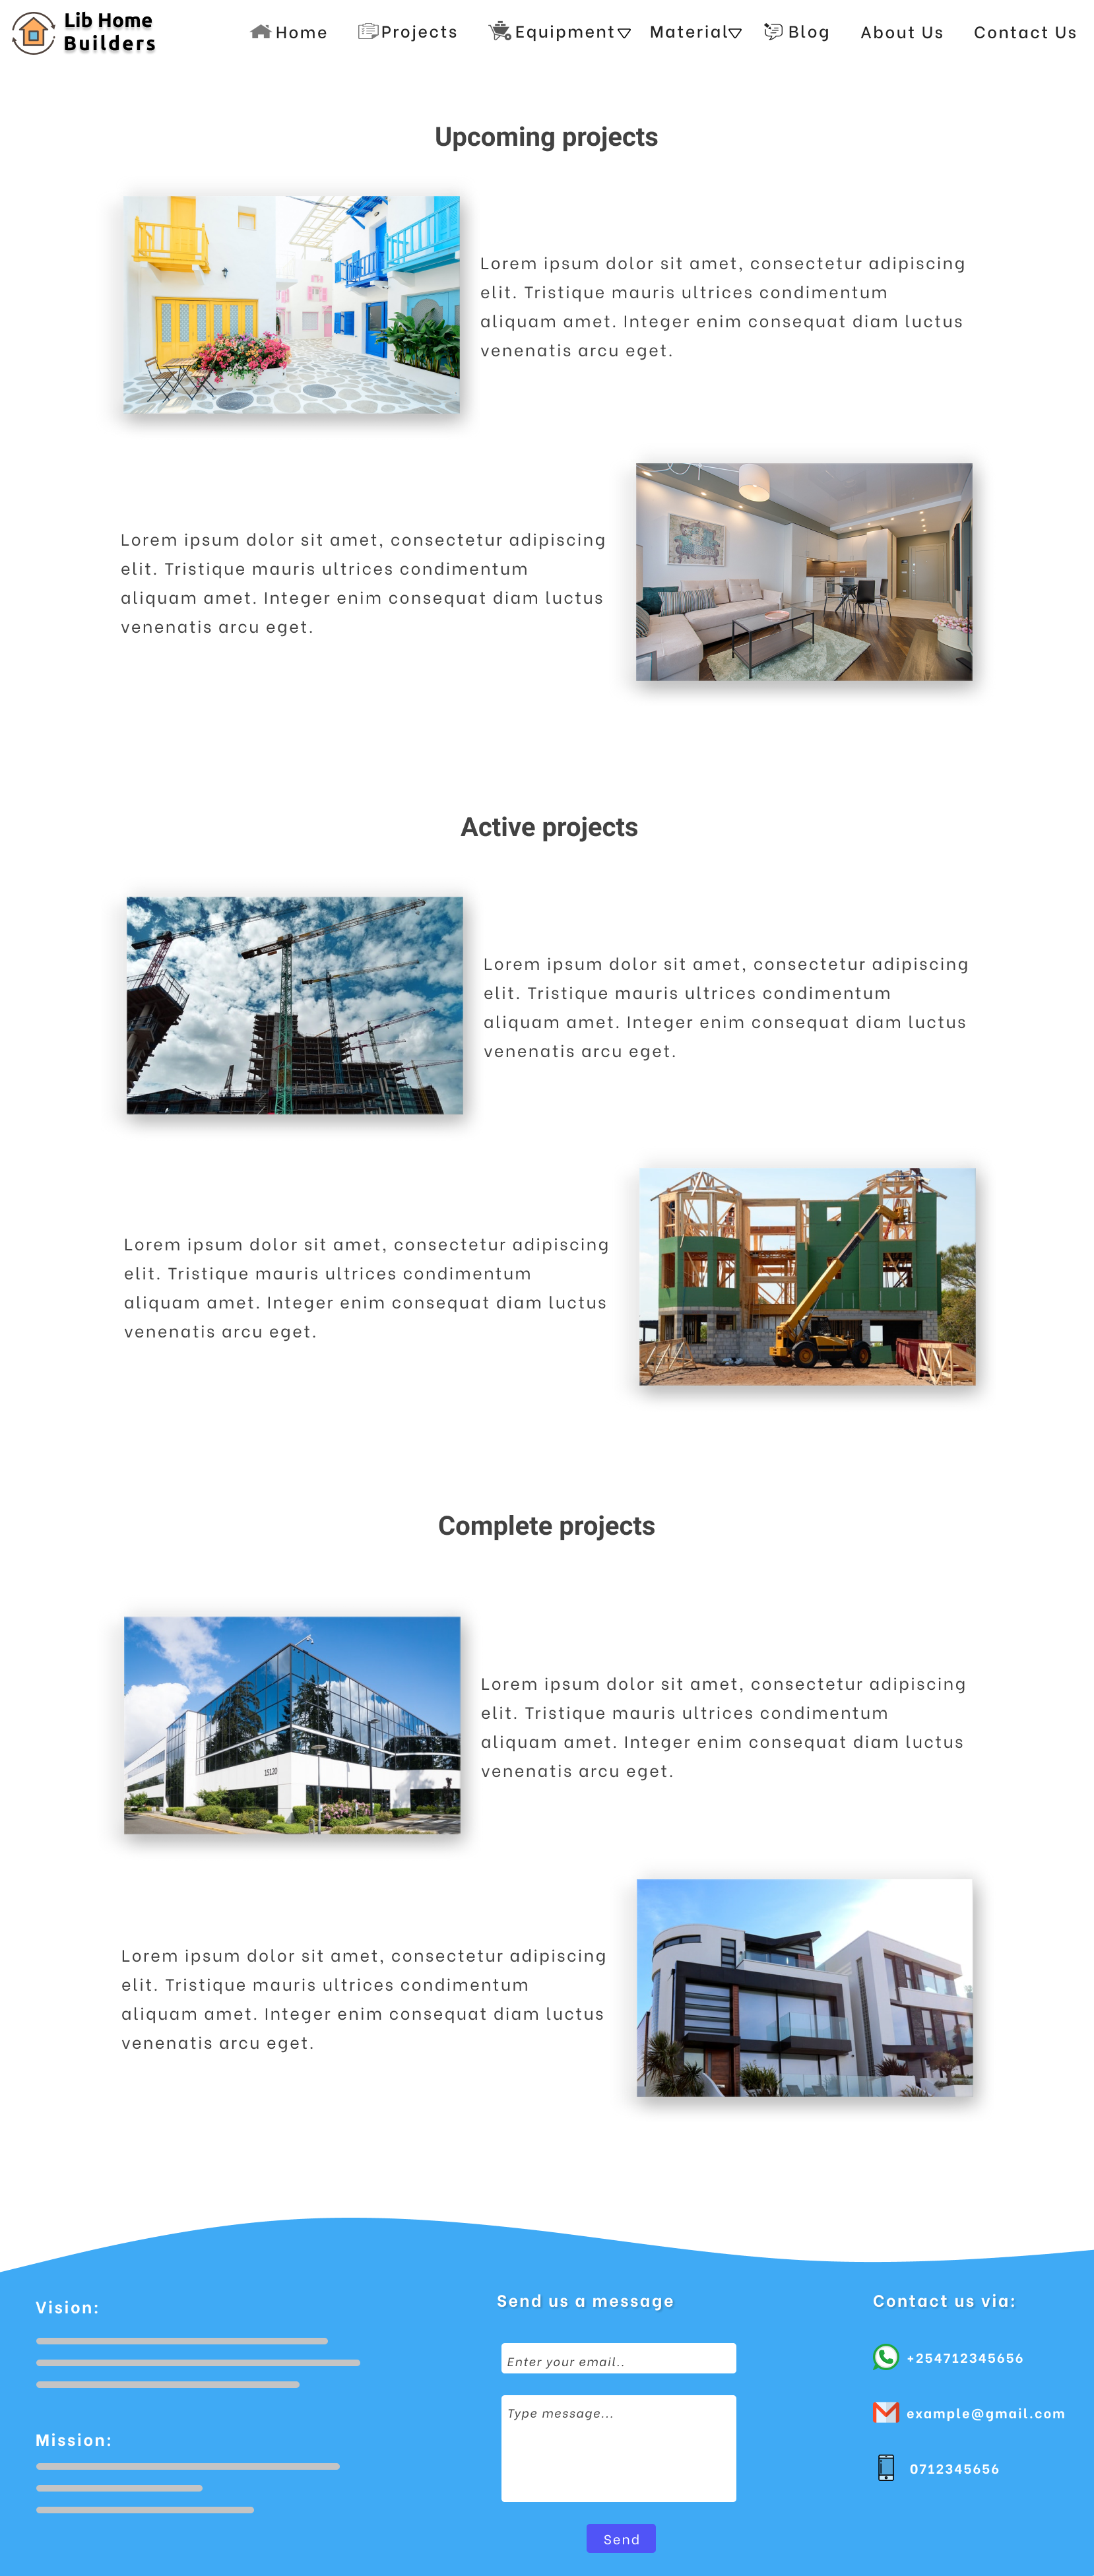 Lib Home
Builders
Home
Projects
Equipment
Material
Blog
About Us
Contact Us
Upcoming projects
Lorem ipsum dolor sit amet, consectetur adipiscing
elit. Tristique mauris ultrices condimentum
aliquam amet. Integer enim consequat diam luctus
venenatis arcu eget.
Lorem ipsum dolor sit amet, consectetur adipiscing
elit. Tristique mauris ultrices condimentum
aliquam amet. Integer enim consequat diam luctus
venenatis arcu eget.
Active projects
Lorem ipsum dolor sit amet, consectetur adipiscing
elit. Tristique mauris ultrices condimentum
aliquam amet. Integer enim consequat diam luctus
venenatis arcu eget.
Lorem ipsum dolor sit amet, consectetur adipiscing
elit. Tristique mauris ultrices condimentum
aliquam amet. Integer enim consequat diam luctus
venenatis arcu eget.
Complete projects
15120
Lorem ipsum dolor sit amet, consectetur adipiscing
elit. Tristique mauris ultrices condimentum
aliquam amet. Integer enim consequat diam luctus
venenatis arcu eget.
Lorem ipsum dolor sit amet, consectetur adipiscing
elit. Tristique mauris ultrices condimentum
aliquam amet. Integer enim consequat diam luctus
venenatis arcu eget.
Vision:
Mission:
Send us a message
Enter your email..
Type message...
Send
Contact us via:
+254712345656
example@gmail.com
0712345656